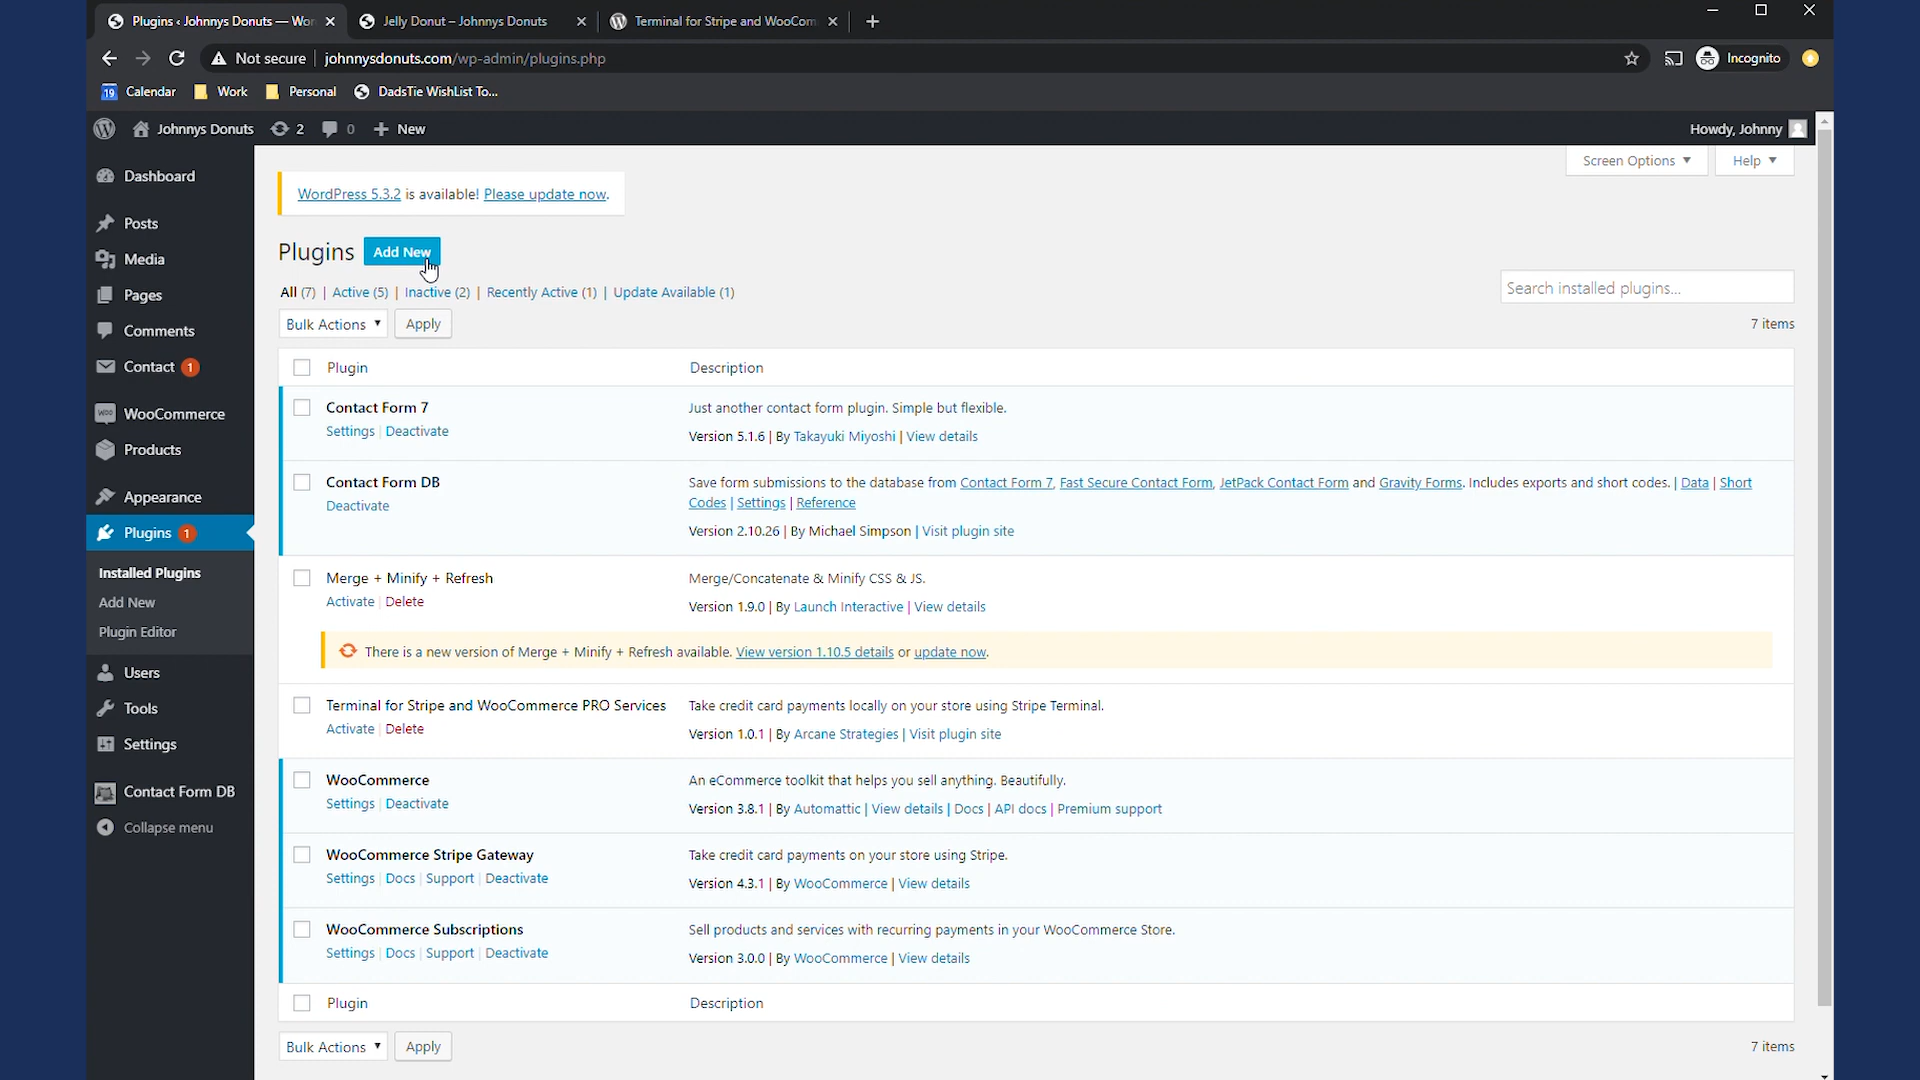 Plugins ‹ Johnnys Donuts — Wor
Jelly Donut – Johnnys Donuts
Terminal for Stripe and WooCom
Not secure johnnysdonuts.com/wp-admin/plugins.php Incognito
19 Calendar Work Personal DadsTie WishList To...
Johnnys Donuts 2 0 New Howdy, Johnny
Screen Options Help
Dashboard
Posts
Media
Pages
Comments
Contact 1
WooCommerce
Products
Appearance
Plugins 1
Installed Plugins
Add New
Plugin Editor
Users
Tools
Settings
Contact Form DB
Collapse menu
WordPress 5.3.2 is available! Please update now.
Plugins Add New
All (7) | Active (5) | Inactive (2) | Recently Active (1) | Update Available (1)
Search installed plugins...
Bulk Actions Apply 7 items
Plugin Description
Contact Form 7
Settings | Deactivate
Just another contact form plugin. Simple but flexible.
Version 5.1.6 | By Takayuki Miyoshi | View details
Contact Form DB
Deactivate
Save form submissions to the database from Contact Form 7, Fast Secure Contact Form, JetPack Contact Form and Gravity Forms. Includes exports and short codes. | Data | Short
Codes | Settings | Reference
Version 2.10.26 | By Michael Simpson | Visit plugin site
Merge + Minify + Refresh
Activate | Delete
Merge/Concatenate & Minify CSS & JS.
Version 1.9.0 | By Launch Interactive | View details
There is a new version of Merge + Minify + Refresh available. View version 1.10.5 details or update now.
Terminal for Stripe and WooCommerce PRO Services
Activate | Delete
Take credit card payments locally on your store using Stripe Terminal.
Version 1.0.1 | By Arcane Strategies | Visit plugin site
WooCommerce
Settings | Deactivate
An eCommerce toolkit that helps you sell anything. Beautifully.
Version 3.8.1 | By Automattic | View details | Docs | API docs | Premium support
WooCommerce Stripe Gateway
Settings | Docs | Support | Deactivate
Take credit card payments on your store using Stripe.
Version 4.3.1 | By WooCommerce | View details
WooCommerce Subscriptions
Settings | Docs | Support | Deactivate
Sell products and services with recurring payments in your WooCommerce Store.
Version 3.0.0 | By WooCommerce | View details
Plugin Description
Bulk Actions Apply 7 items